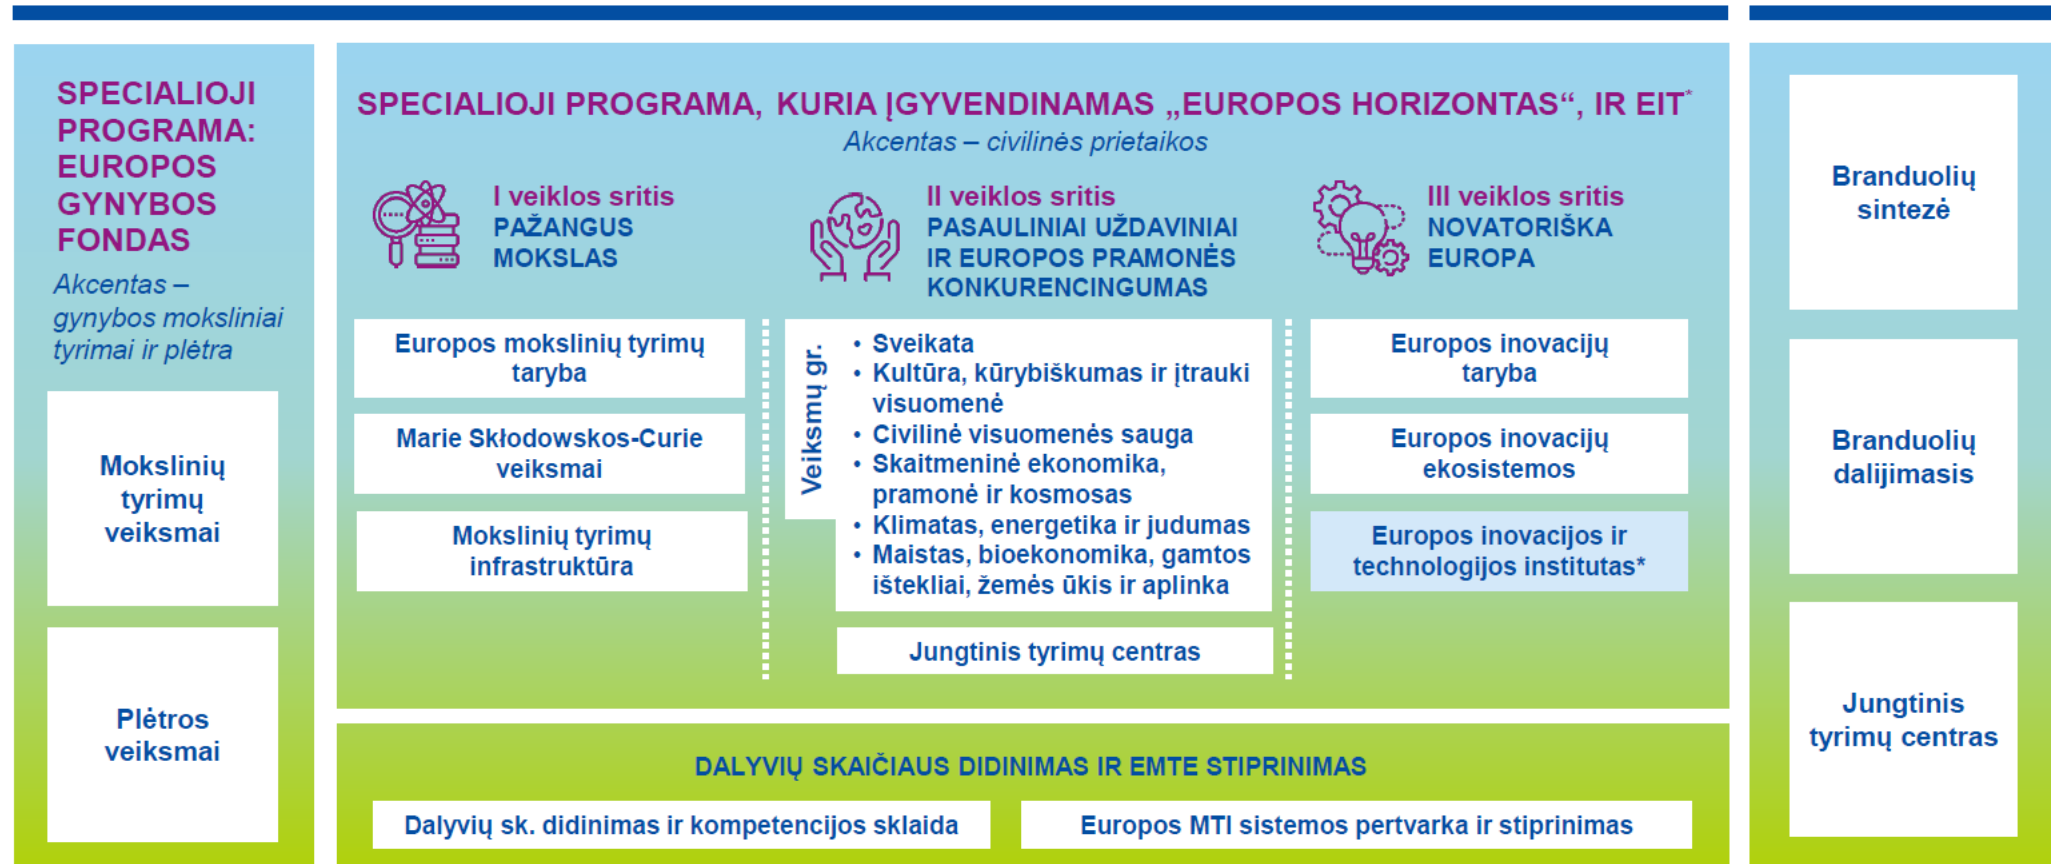 SPECIALIOJI
PROGRAMA:
EUROPOS
GYNYBOS
FONDAS
Akcentas –
gynybos moksliniai
tyrimai ir plėtra
Mokslinių
tyrimų
veiksmai
Plėtros
veiksmai
SPECIALIOJI PROGRAMA, KURIA ĮGYVENDINAMAS „EUROPOS HORIZONTAS“, IR EIT*
Akcentas – civilinės prietaikos
I veiklos sritis
PAŽANGUS
MOKSLAS
Europos mokslinių tyrimų
taryba
Marie Skłodowskos-Curie
veiksmai
Mokslinių tyrimų
infrastruktūra
II veiklos sritis
PASAULINIAI UŽDAVINIAI
IR EUROPOS PRAMONĖS
KONKURENCINGUMAS
Veiksmų gr.
• Sveikata
• Kultūra, kūrybiškumas ir įtrauki
visuomenė
• Civilinė visuomenės sauga
• Skaitmeninė ekonomika,
pramonė ir kosmosas
• Klimatas, energetika ir judumas
• Maistas, bioekonomika, gamtos
ištekliai, žemės ūkis ir aplinka
Jungtinis tyrimų centras
III veiklos sritis
NOVATORIŠKA
EUROPA
Europos inovacijų
taryba
Europos inovacijų
ekosistemos
Europos inovacijos ir
technologijos institutas*
DALYVIŲ SKAIČIAUS DIDINIMAS IR EMTE STIPRINIMAS
Dalyvių sk. didinimas ir kompetencijos sklaida
Europos MTI sistemos pertvarka ir stiprinimas
Branduolių
sintezė
Branduolių
dalijimasis
Jungtinis
tyrimų centras